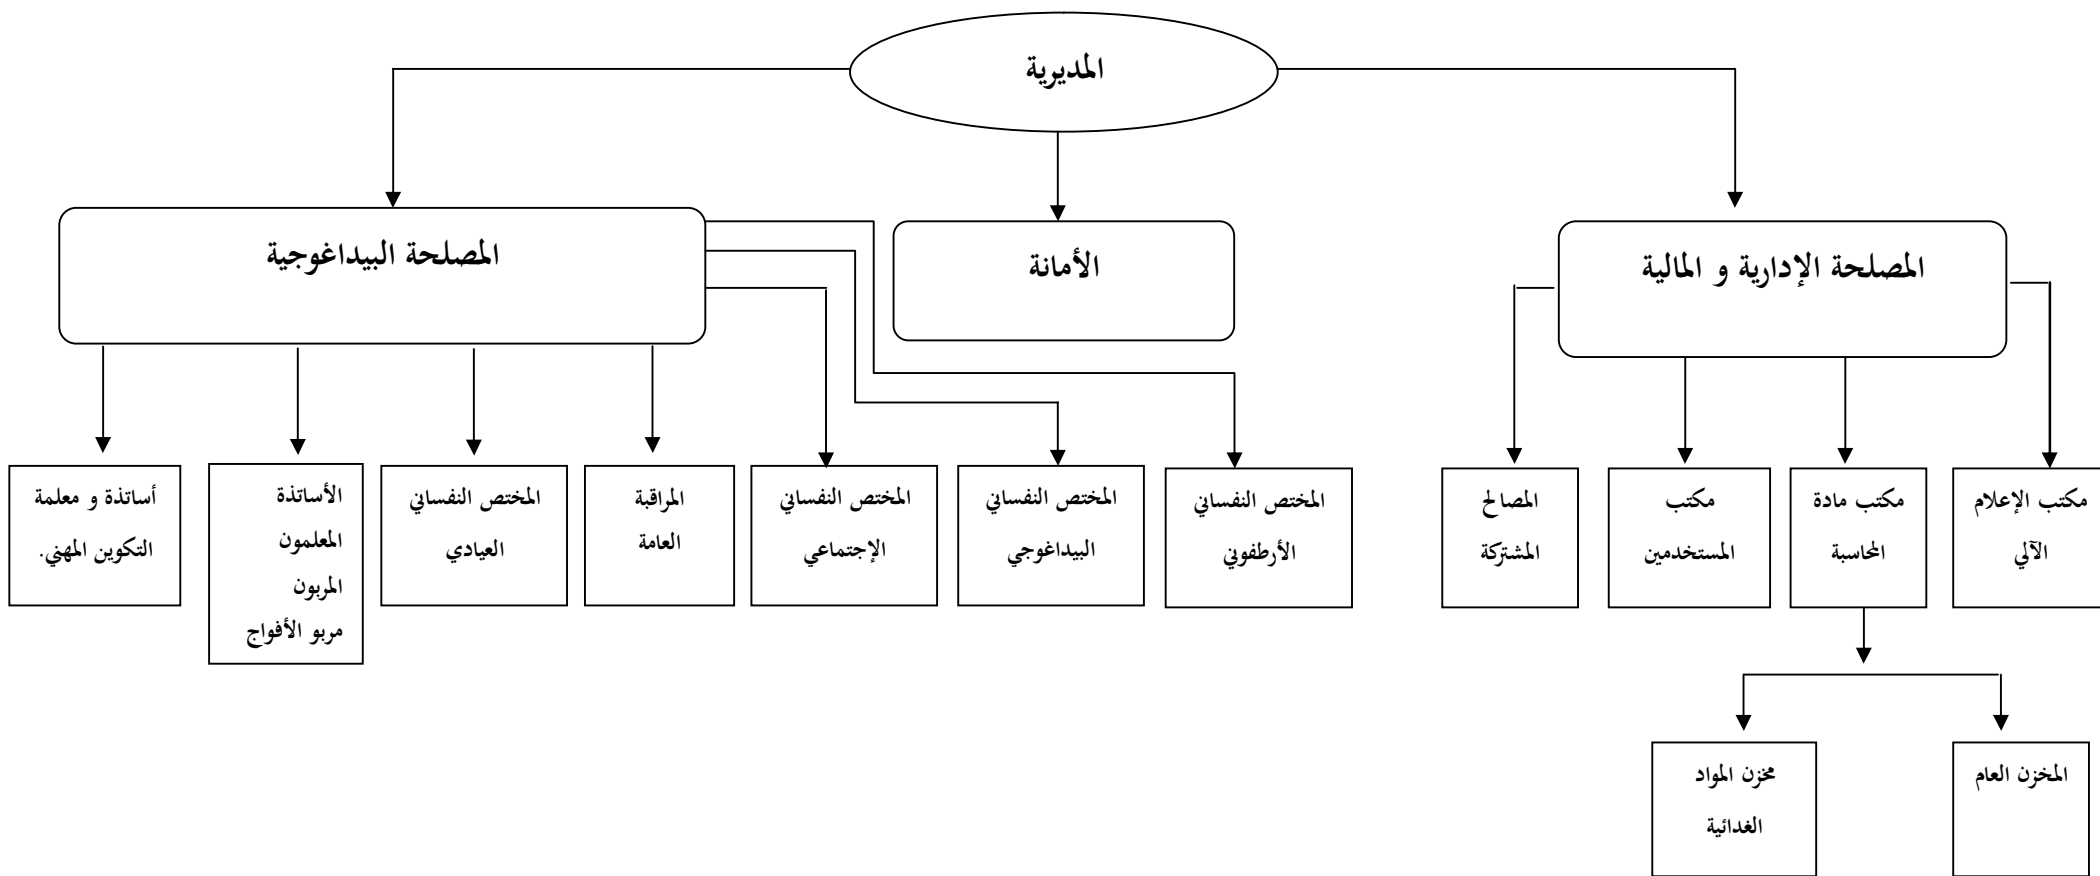 المديرية
المصلحة الإدارية و المالية
الأمانة
المصلحة البيداغوجية
مكتب الإعلام
الآلي
مكتب مادة
المحاسبة
مكتب
المستخدمين
المصالح
المشتركة
المختص النفساني
الأرطفوني
المختص النفساني
البيداغوجي
المختص النفساني
الإجتماعي
المراقبة
العامة
المختص النفساني
العيادي
الأساتذة
المعلمون
المربون
مربو الأفواج
أساتذة و معلمة
التكوين المهني.
المخزن العام
مخزن المواد
الغدائية